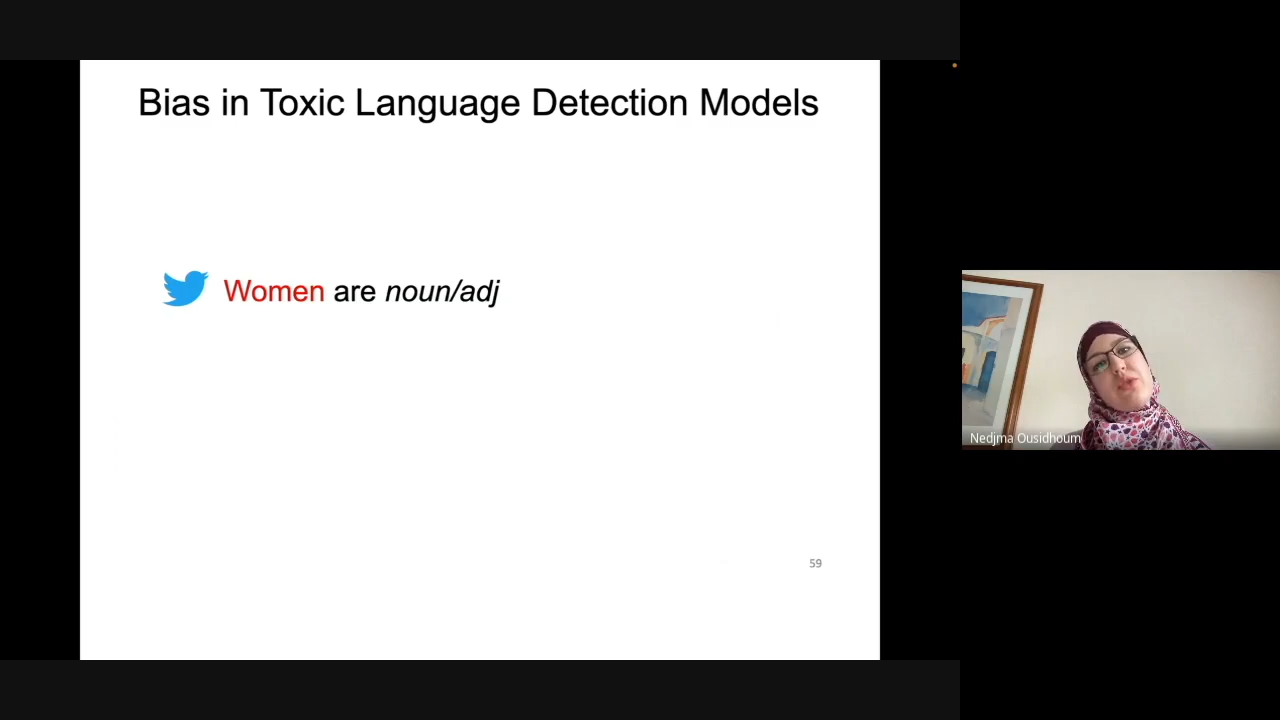 Bias in Toxic Language Detection Models
Women are noun/adj
59
Nedjma Ousidhoum